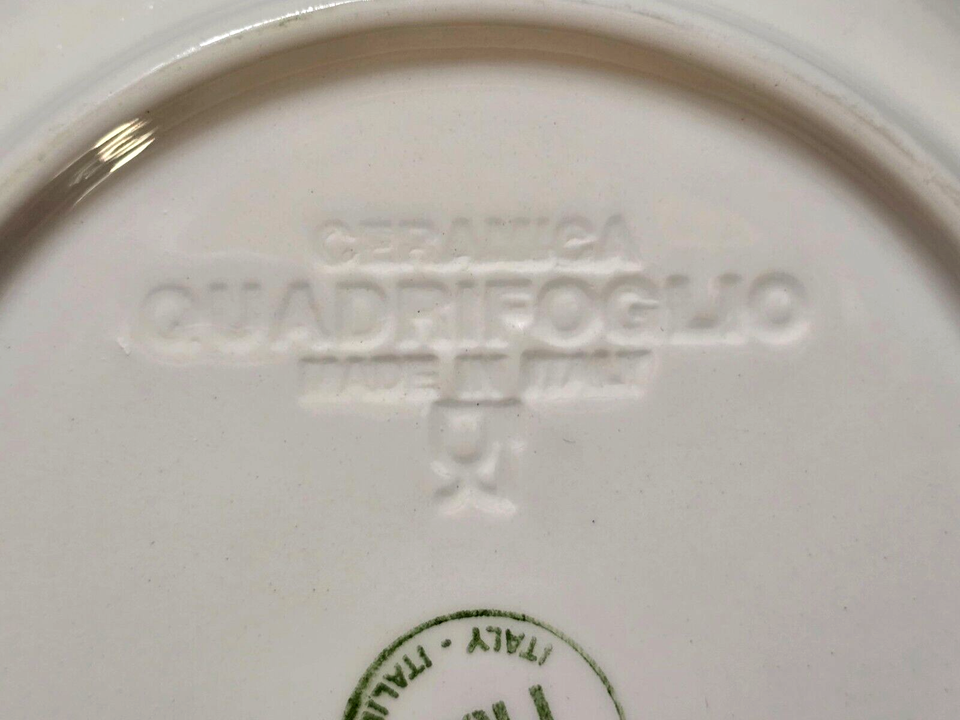 CERAMICA
QUADRIFOGLIO
MADE IN ITALY
ITALY -